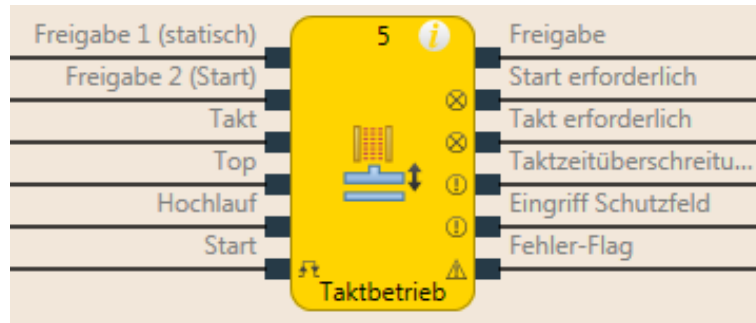 Freigabe 1 (statisch)
5
i
Freigabe
Freigabe 2 (Start)
Start erforderlich
Takt
Takt erforderlich
Top
Taktzeitüberschreitu...
Hochlauf
Eingriff Schutzfeld
Start
Fehler-Flag
Taktbetrieb